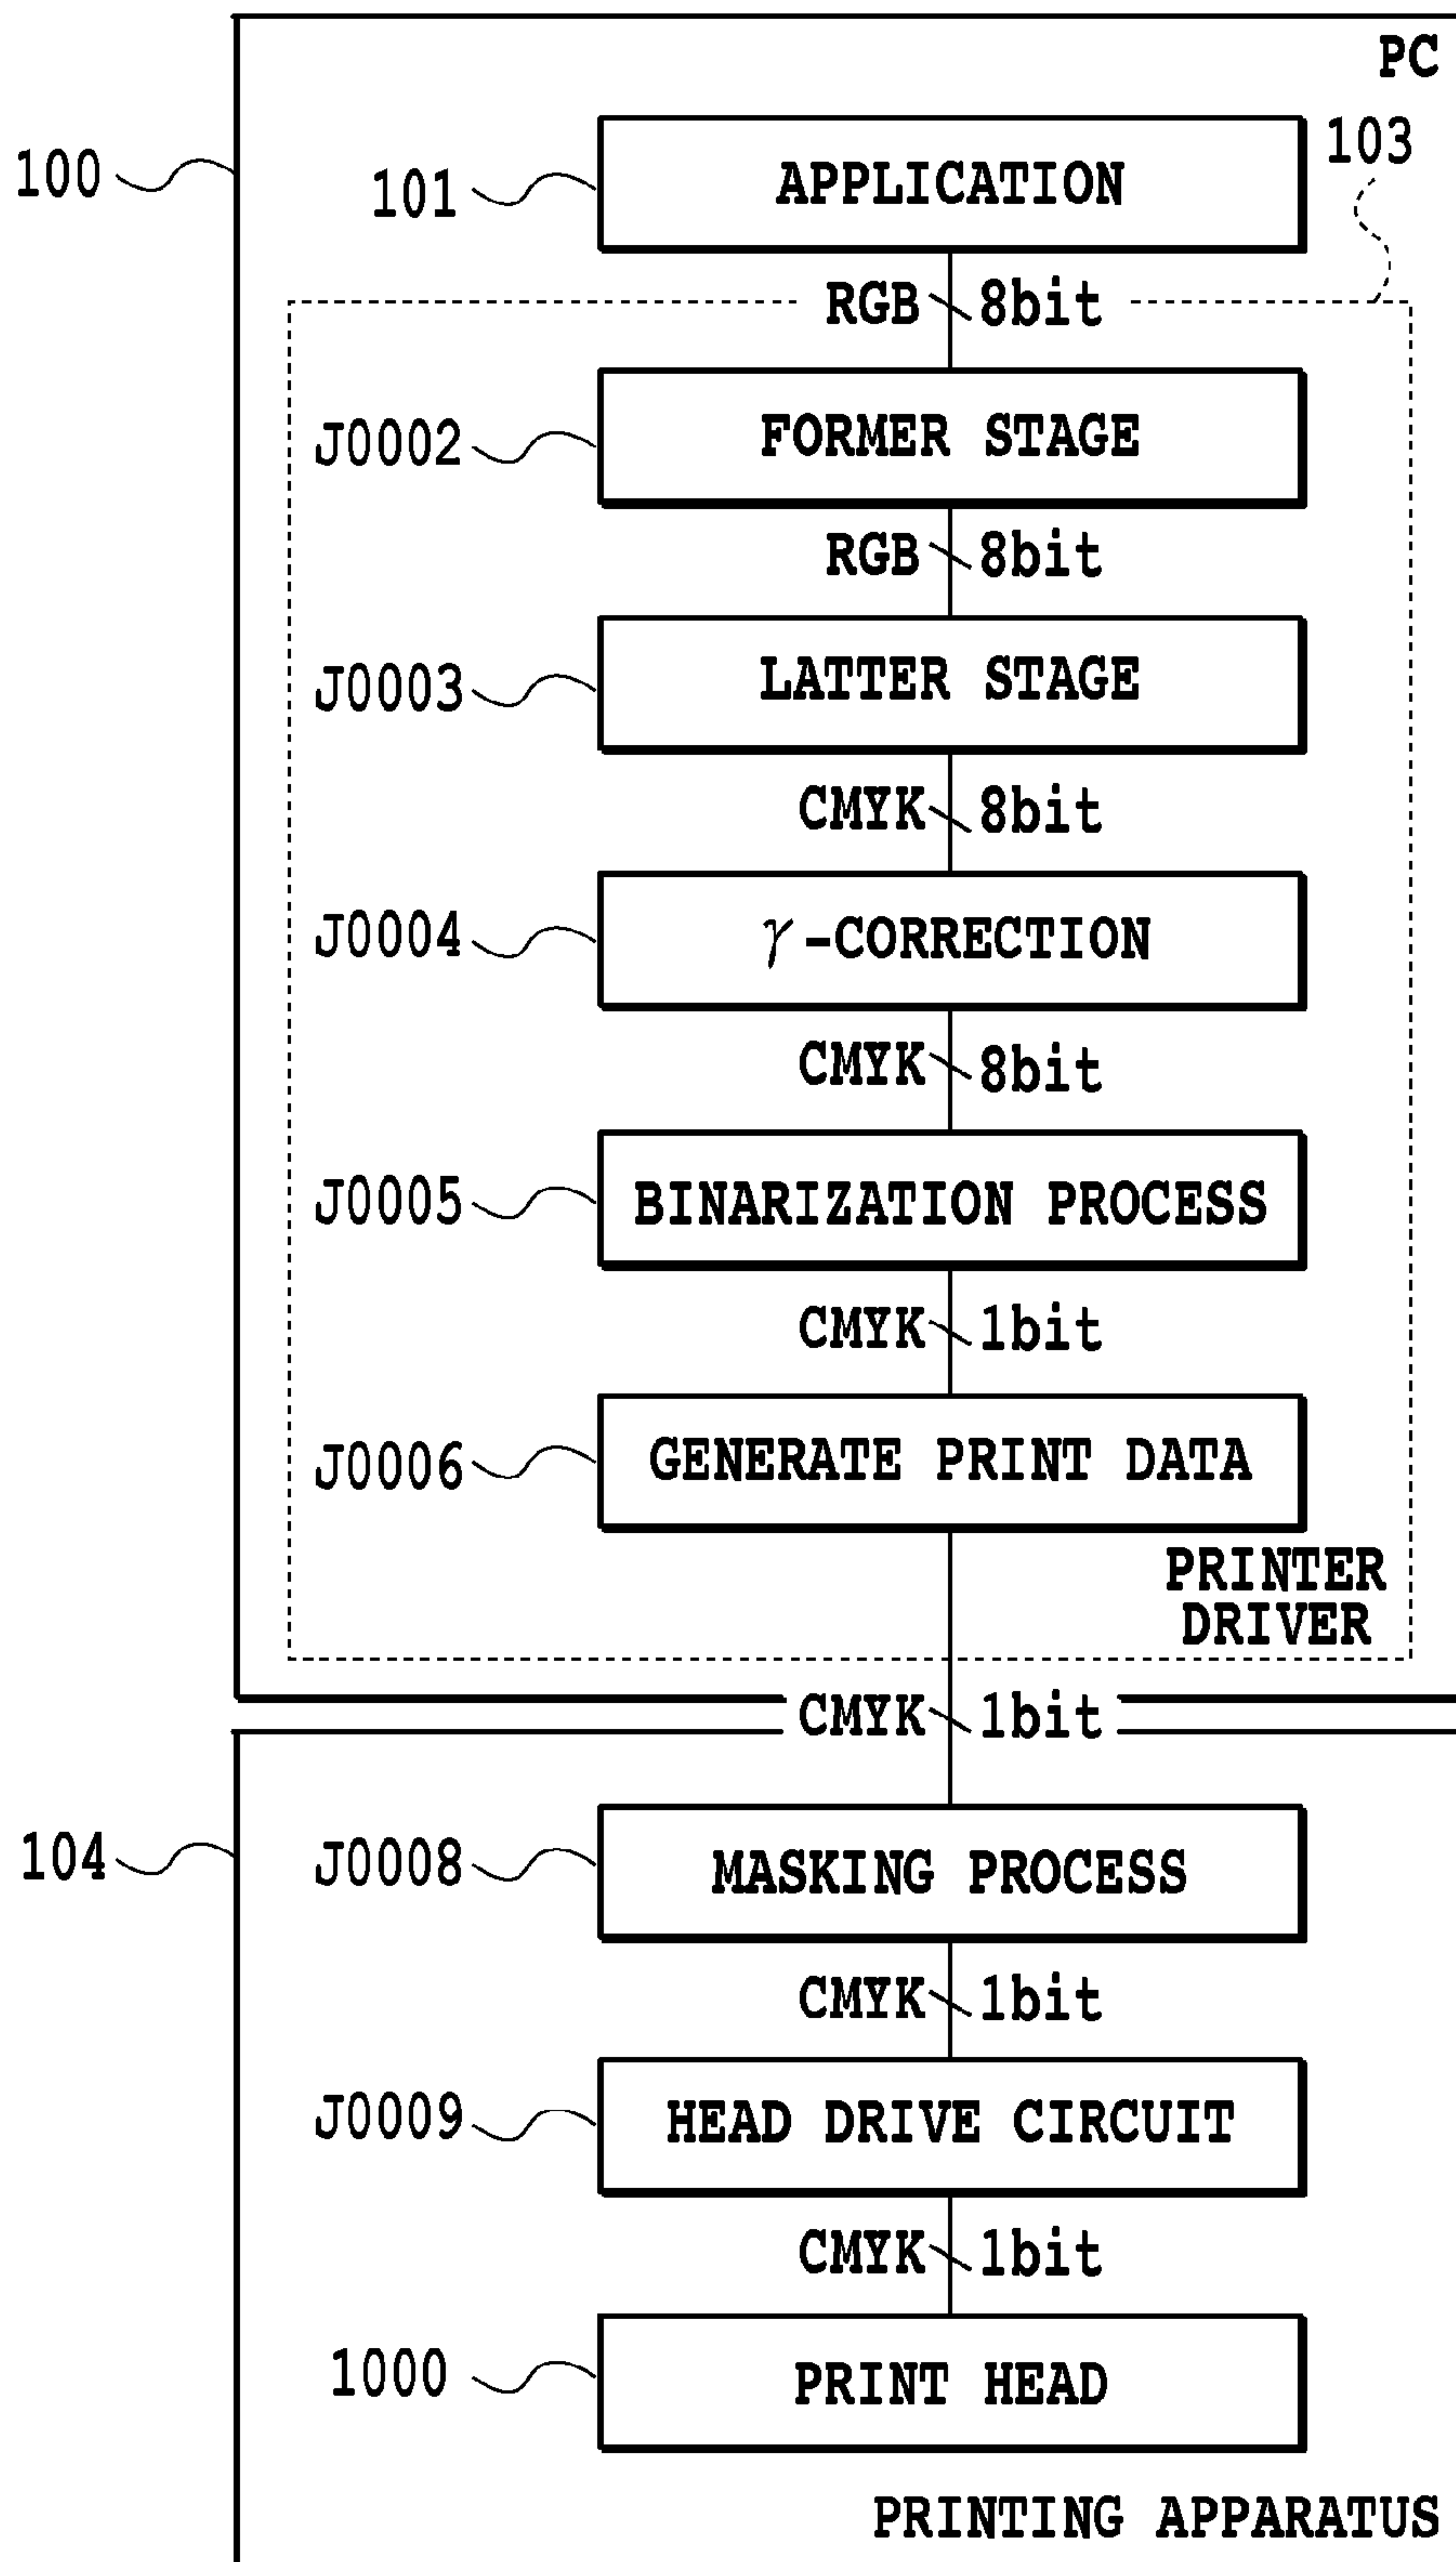 PC
100
101
APPLICATION
103
RGB 8bit
J0002
FORMER STAGE
RGB 8bit
J0003
LATTER STAGE
CMYK 8bit
J0004
γ-CORRECTION
CMYK 8bit
J0005
BINARIZATION PROCESS
CMYK 1bit
J0006
GENERATE PRINT DATA
PRINTER
DRIVER
CMYK 1bit
104
J0008
MASKING PROCESS
CMYK 1bit
J0009
HEAD DRIVE CIRCUIT
CMYK 1bit
1000
PRINT HEAD
PRINTING APPARATUS